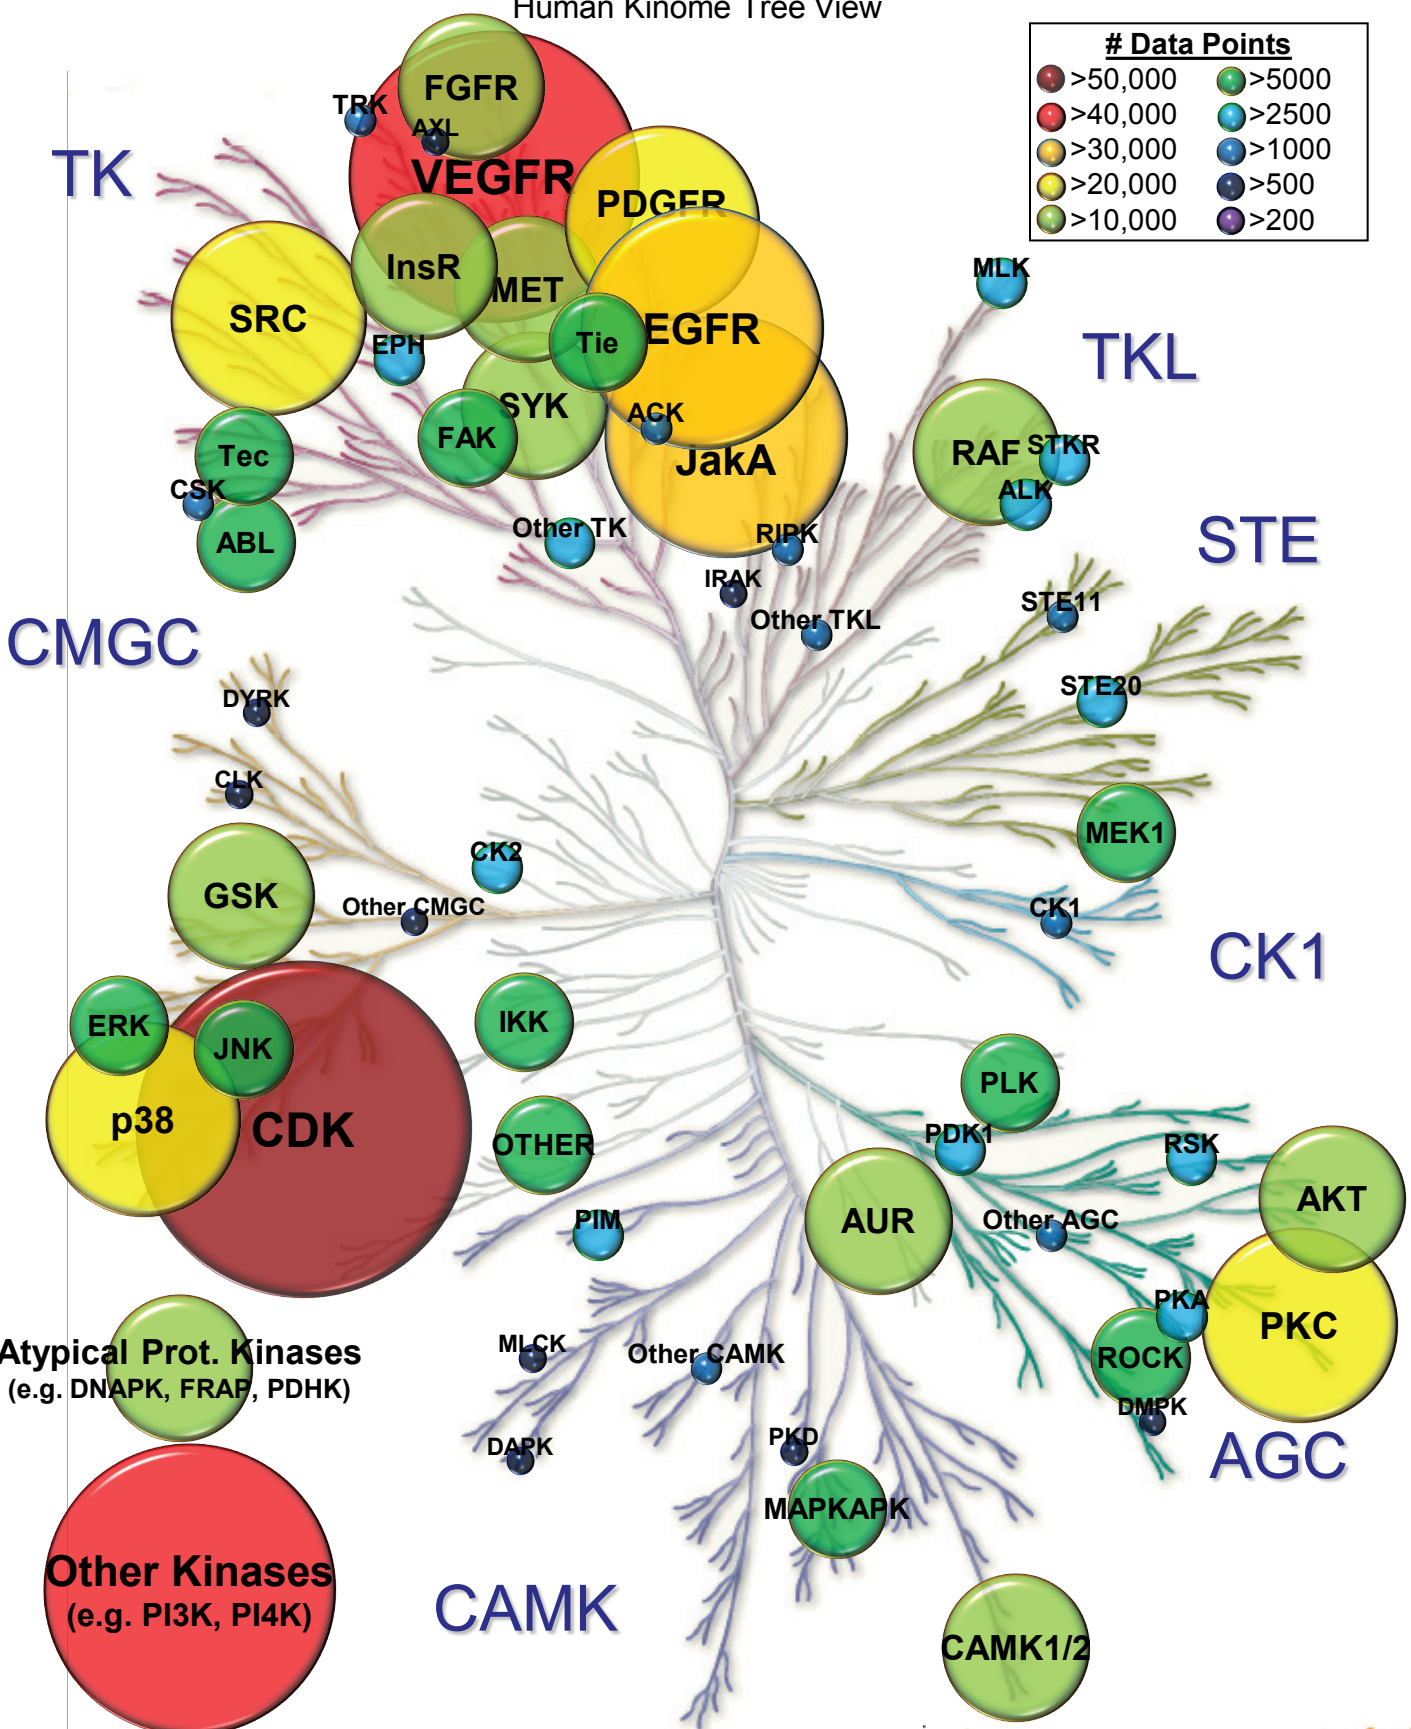 Human Kinome Tree View
# Data Points
>50,000 >5000
>40,000 >2500
>30,000 >1000
>20,000 >500
>10,000 >200
TK
TRK
FGFR
AXL
VEGFR
PDGFR
InsR
MET
SRC
EPH
Tie
EGFR
SYK
FAK
ACK
JakA
Tec
CSK
ABL
Other TK
MLK
TKL
RAF
STKR
ALK
RIPK
IRAK
Other TKL
STE
STE11
STE20
MEK1
CMGC
DYRK
CLK
GSK
CK2
Other CMGC
CK1
CK1
ERK
JNK
p38
CDK
IKK
OTHER
PLK
PDK1
RSK
AKT
AUR
Other AGC
PKA
PKC
ROCK
DMPK
AGC
PIM
MLCK
Other CAMK
DAPK
PKD
MAPKAPK
CAMK
CAMK1/2
Atypical Prot. Kinases
(e.g. DNAPK, FRAP, PDHK)
Other Kinases
(e.g. PI3K, PI4K)